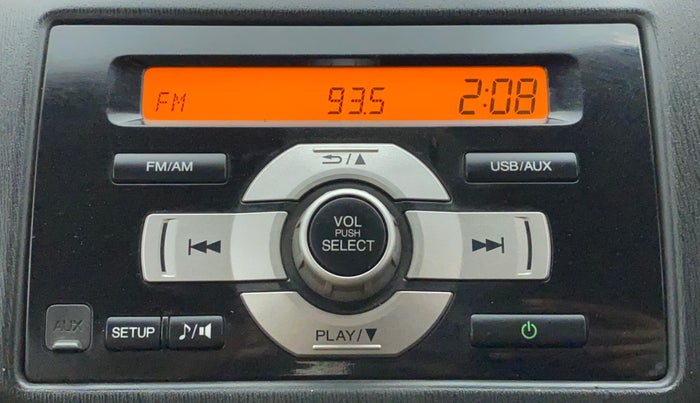 FM 93.5 2:08
FM/AM
USB/AUX
VOL
PUSH
SELECT
AUX
SETUP
PLAY/▼